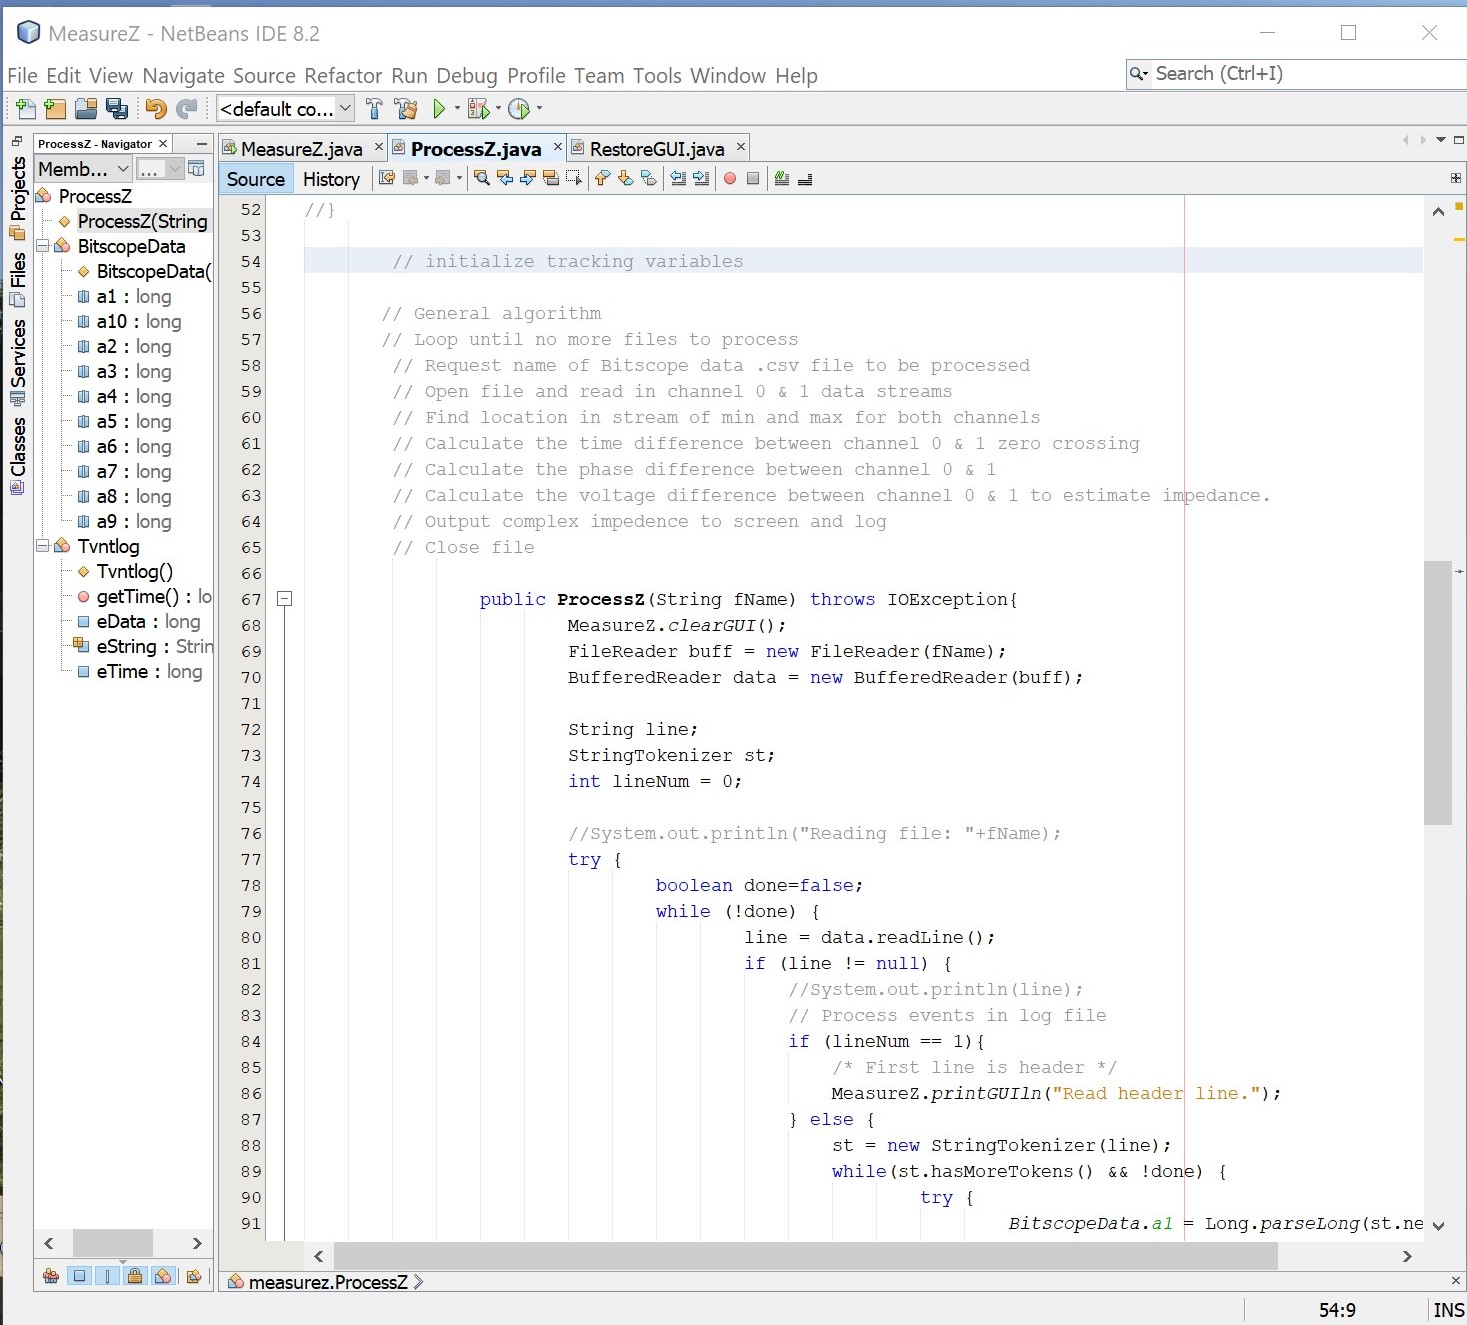 MeasureZ - NetBeans IDE 8.2
File Edit View Navigate Source Refactor Run Debug Profile Team Tools Window Help
Search (Ctrl+I)
<default co...
Projects
Files
Services
Classes
ProcessZ - Navigator
Memb...
...
ProcessZ
ProcessZ(String
BitscopeData
BitscopeData(
a1 : long
a10 : long
a2 : long
a3 : long
a4 : long
a5 : long
a6 : long
a7 : long
a8 : long
a9 : long
Tvntlog
Tvntlog()
getTime() : lo
eData : long
eString : Strin
eTime : long
MeasureZ.java
ProcessZ.java
RestoreGUI.java
Source History
52 //}
53
54 // initialize tracking variables
55
56 // General algorithm
57 // Loop until no more files to process
58 // Request name of Bitscope data .csv file to be processed
59 // Open file and read in channel 0 & 1 data streams
60 // Find location in stream of min and max for both channels
61 // Calculate the time difference between channel 0 & 1 zero crossing
62 // Calculate the phase difference between channel 0 & 1
63 // Calculate the voltage difference between channel 0 & 1 to estimate impedance.
64 // Output complex impedence to screen and log
65 // Close file
66
67 public ProcessZ(String fName) throws IOException{
68 MeasureZ.clearGUI();
69 FileReader buff = new FileReader(fName);
70 BufferedReader data = new BufferedReader(buff);
71
72 String line;
73 StringTokenizer st;
74 int lineNum = 0;
75
76 //System.out.println("Reading file: "+fName);
77 try {
78 boolean done=false;
79 while (!done) {
80 line = data.readLine();
81 if (line != null) {
82 //System.out.println(line);
83 // Process events in log file
84 if (lineNum == 1){
85 /* First line is header */
86 MeasureZ.printGUIln("Read header line.");
87 } else {
88 st = new StringTokenizer(line);
89 while(st.hasMoreTokens() && !done) {
90 try {
91 BitscopeData.a1 = Long.parseLong(st.ne
measurez.ProcessZ
54:9
INS